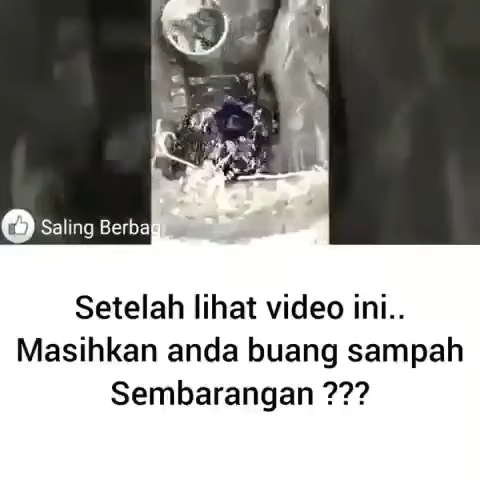 Saling Berbag
Setelah lihat video ini..
Masihkan anda buang sampah
Sembarangan ???